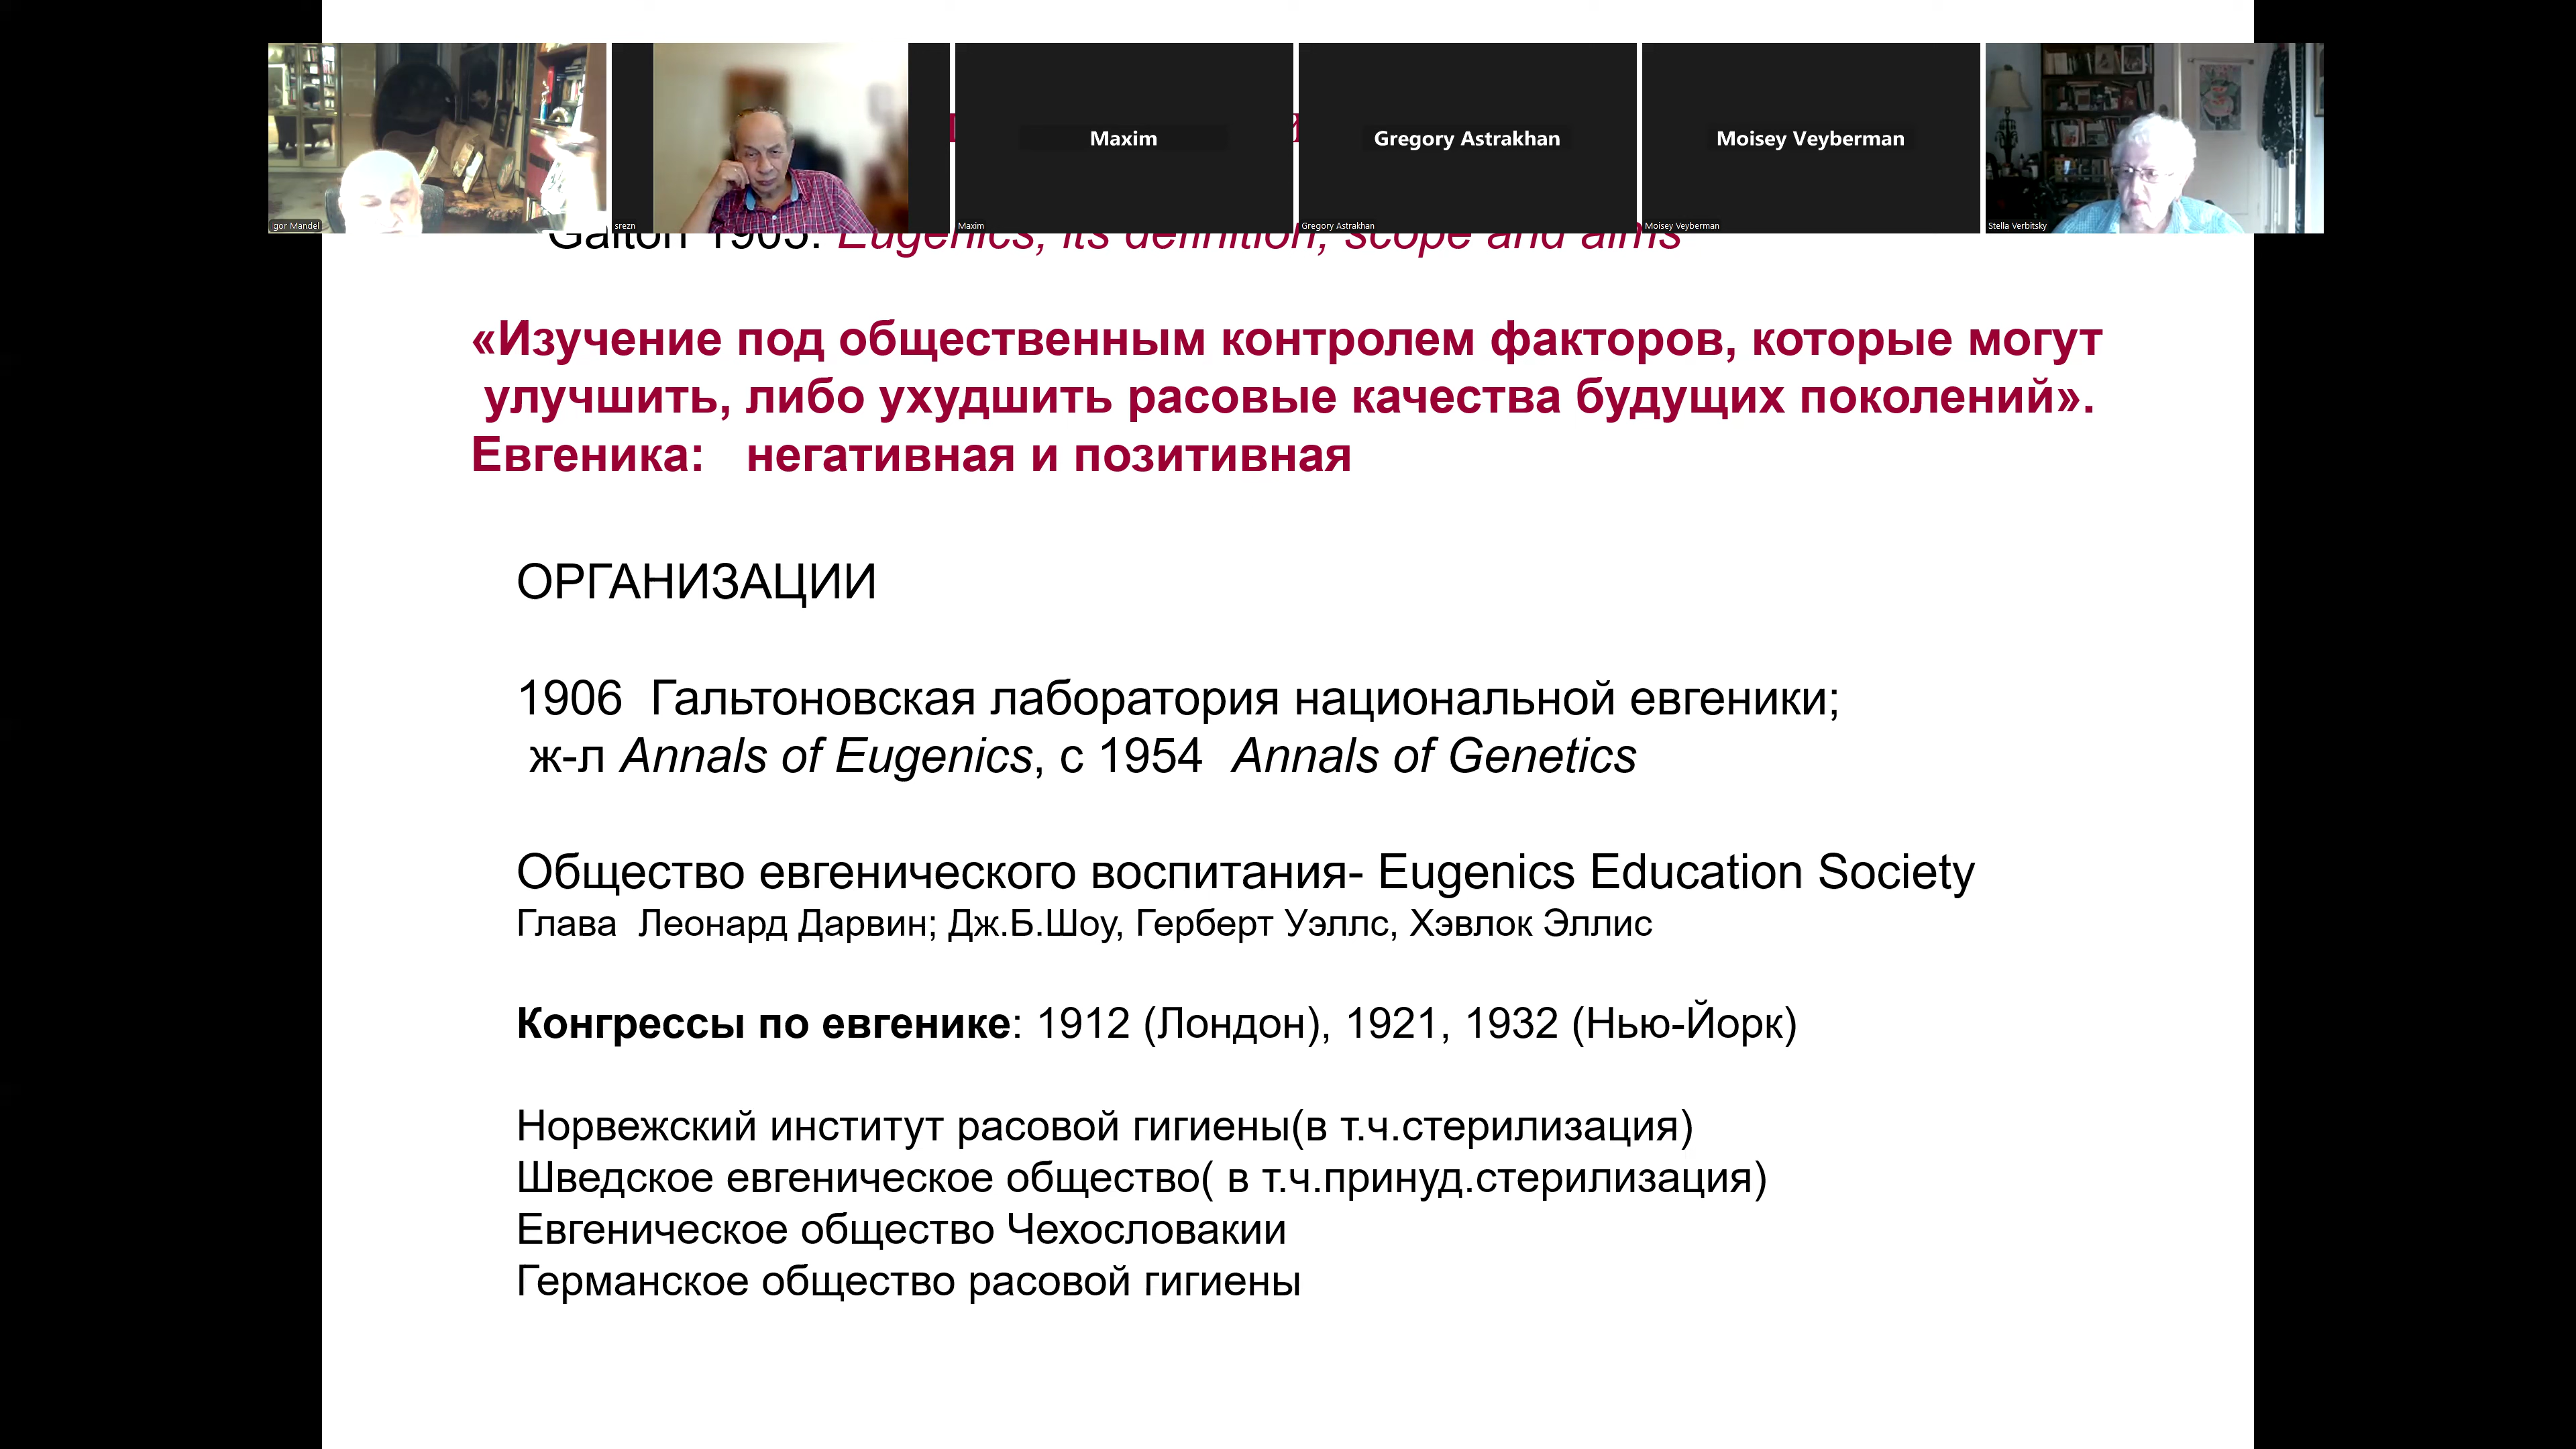 Maxim
Gregory Astrakhan
Moisey Veyberman
Igor Mandel
srezn
Maxim
Gregory Astrakhan
Moisey Veyberman
Stella Verbitsky
Galton 1905: Eugenics, its definition, scope and aims
«Изучение под общественным контролем факторов, которые могут
улучшить, либо ухудшить расовые качества будущих поколений».
Евгеника: негативная и позитивная
ОРГАНИЗАЦИИ
1906 Гальтоновская лаборатория национальной евгеники;
ж-л Annals of Eugenics, с 1954 Annals of Genetics
Общество евгенического воспитания- Eugenics Education Society
Глава Леонард Дарвин; Дж.Б.Шоу, Герберт Уэллс, Хэвлок Эллис
Конгрессы по евгенике: 1912 (Лондон), 1921, 1932 (Нью-Йорк)
Норвежский институт расовой гигиены(в т.ч.стерилизация)
Шведское евгеническое общество( в т.ч.принуд.стерилизация)
Евгеническое общество Чехословакии
Германское общество расовой гигиены